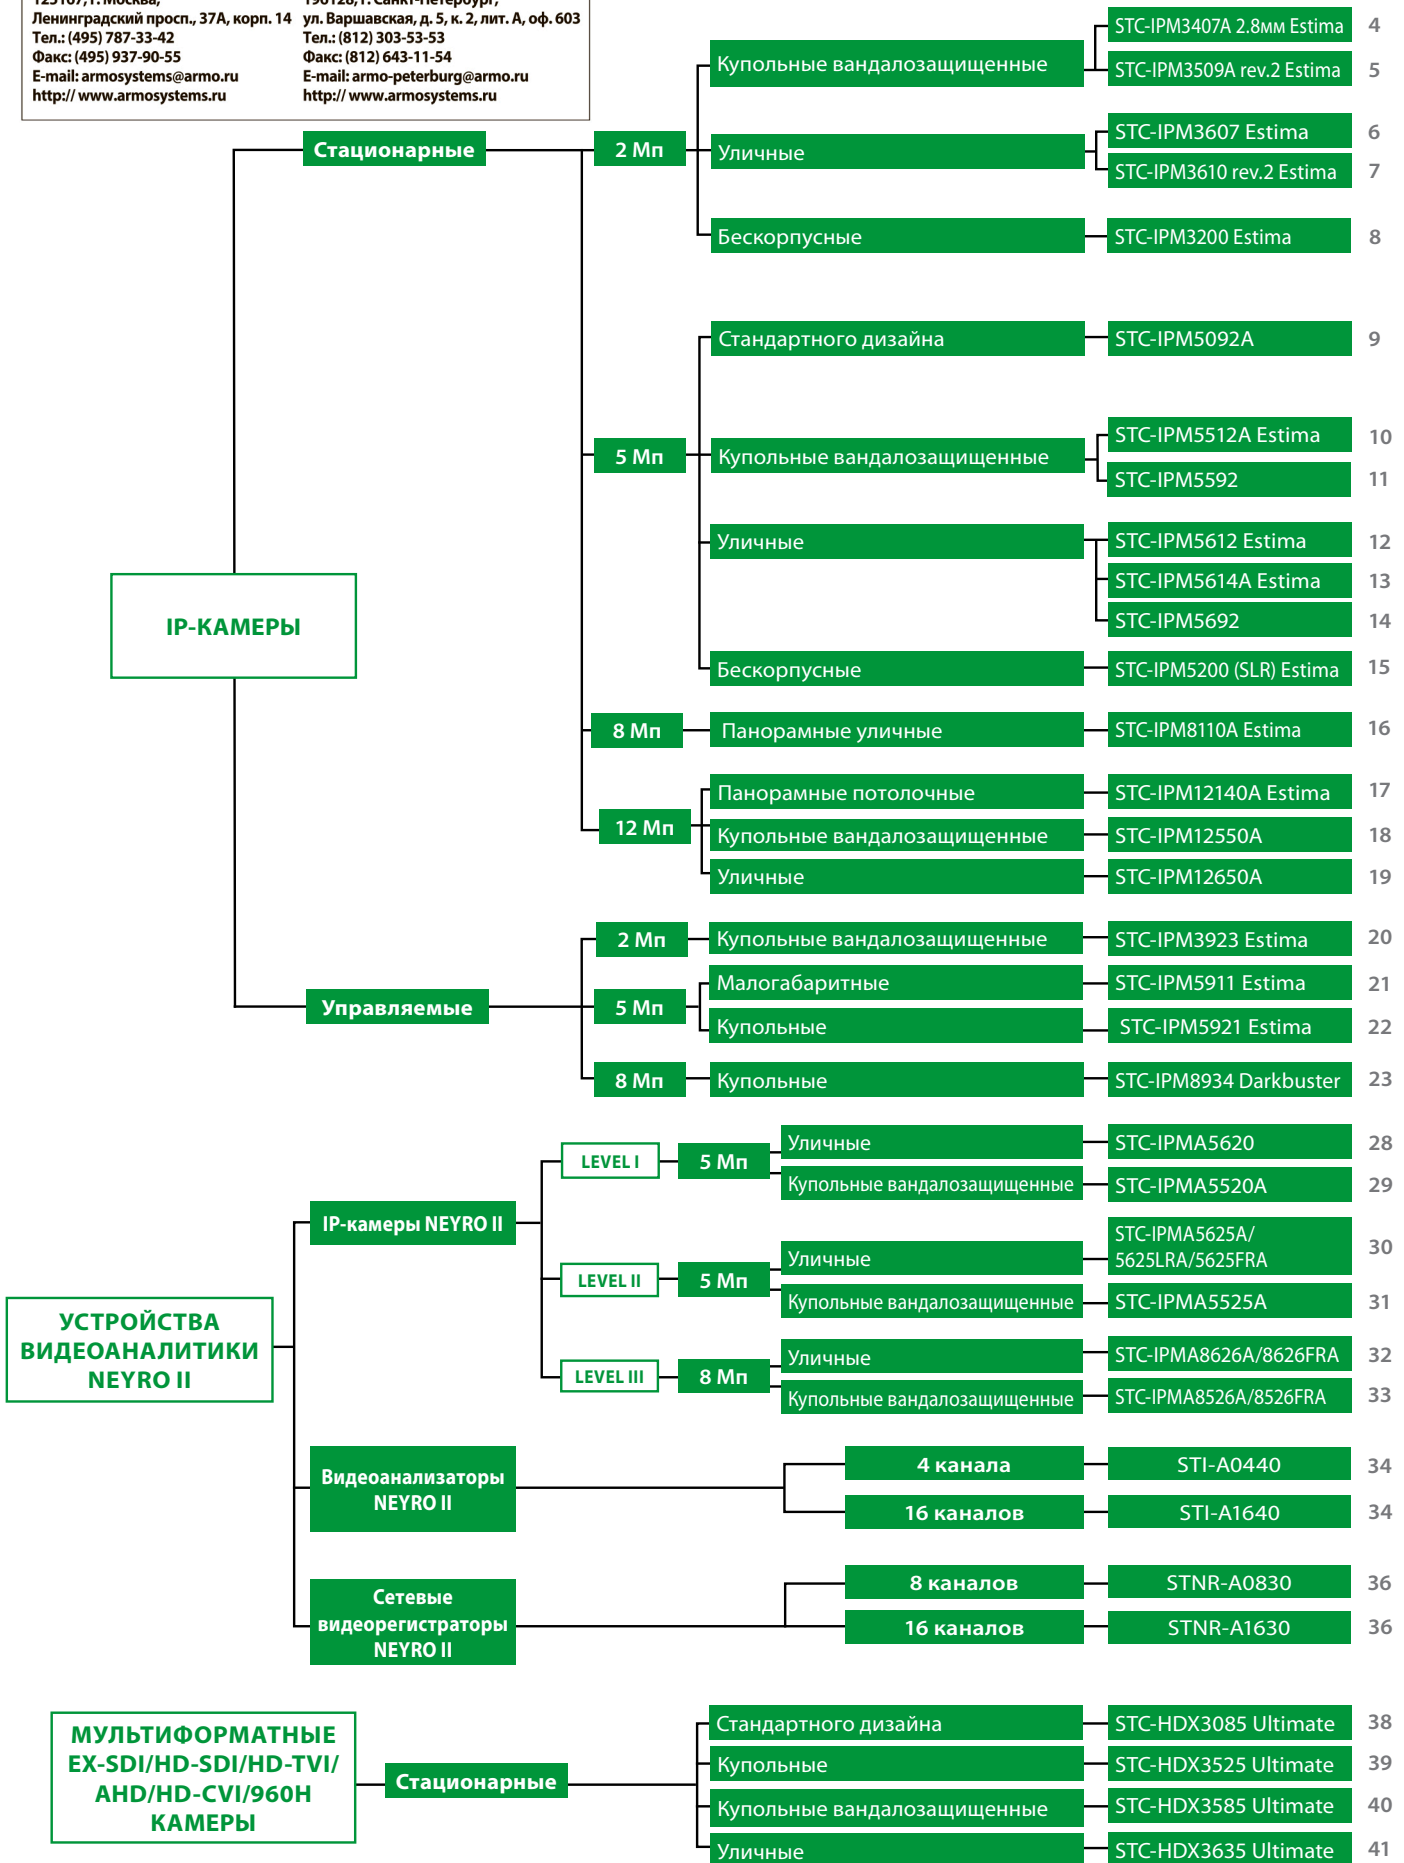 Ленинградский просп., 37А, корп. 14
Тел.: (495) 787-33-42
Факс: (495) 937-90-55
E-mail: armosystems@armo.ru
http:// www.armosystems.ru
ул. Варшавская, д. 5, к. 2, лит. А, оф. 603
Тел.: (812) 303-53-53
Факс: (812) 643-11-54
E-mail: armo-peterburg@armo.ru
http:// www.armosystems.ru
IP-КАМЕРЫ
Стационарные
2 Мп
Купольные вандалозащищенные
STC-IPM3407A 2.8мм Estima 4
STC-IPM3509A rev.2 Estima 5
Уличные
STC-IPM3607 Estima 6
STC-IPM3610 rev.2 Estima 7
Бескорпусные
STC-IPM3200 Estima 8
5 Мп
Стандартного дизайна
STC-IPM5092A 9
Купольные вандалозащищенные
STC-IPM5512A Estima 10
STC-IPM5592 11
Уличные
STC-IPM5612 Estima 12
STC-IPM5614A Estima 13
STC-IPM5692 14
Бескорпусные
STC-IPM5200 (SLR) Estima 15
8 Мп
Панорамные уличные
STC-IPM8110A Estima 16
12 Мп
Панорамные потолочные
STC-IPM12140A Estima 17
Купольные вандалозащищенные
STC-IPM12550A 18
Уличные
STC-IPM12650A 19
Управляемые
2 Мп
Купольные вандалозащищенные
STC-IPM3923 Estima 20
5 Мп
Малогабаритные
STC-IPM5911 Estima 21
Купольные
STC-IPM5921 Estima 22
8 Мп
Купольные
STC-IPM8934 Darkbuster 23
УСТРОЙСТВА
ВИДЕОАНАЛИТИКИ
NEYRO II
IP-камеры NEYRO II
LEVEL I
5 Мп
Уличные
STC-IPMA5620 28
Купольные вандалозащищенные
STC-IPMA5520A 29
LEVEL II
5 Мп
Уличные
STC-IPMA5625A/
5625LRA/5625FRA 30
Купольные вандалозащищенные
STC-IPMA5525A 31
LEVEL III
8 Мп
Уличные
STC-IPMA8626A/8626FRA 32
Купольные вандалозащищенные
STC-IPMA8526A/8526FRA 33
Видеоанализаторы
NEYRO II
4 канала
STI-A0440 34
16 каналов
STI-A1640 34
Сетевые
видеорегистраторы
NEYRO II
8 каналов
STNR-A0830 36
16 каналов
STNR-A1630 36
МУЛЬТИФОРМАТНЫЕ
EX-SDI/HD-SDI/HD-TVI/
AHD/HD-CVI/960H
КАМЕРЫ
Стационарные
Стандартного дизайна
STC-HDX3085 Ultimate 38
Купольные
STC-HDX3525 Ultimate 39
Купольные вандалозащищенные
STC-HDX3585 Ultimate 40
Уличные
STC-HDX3635 Ultimate 41